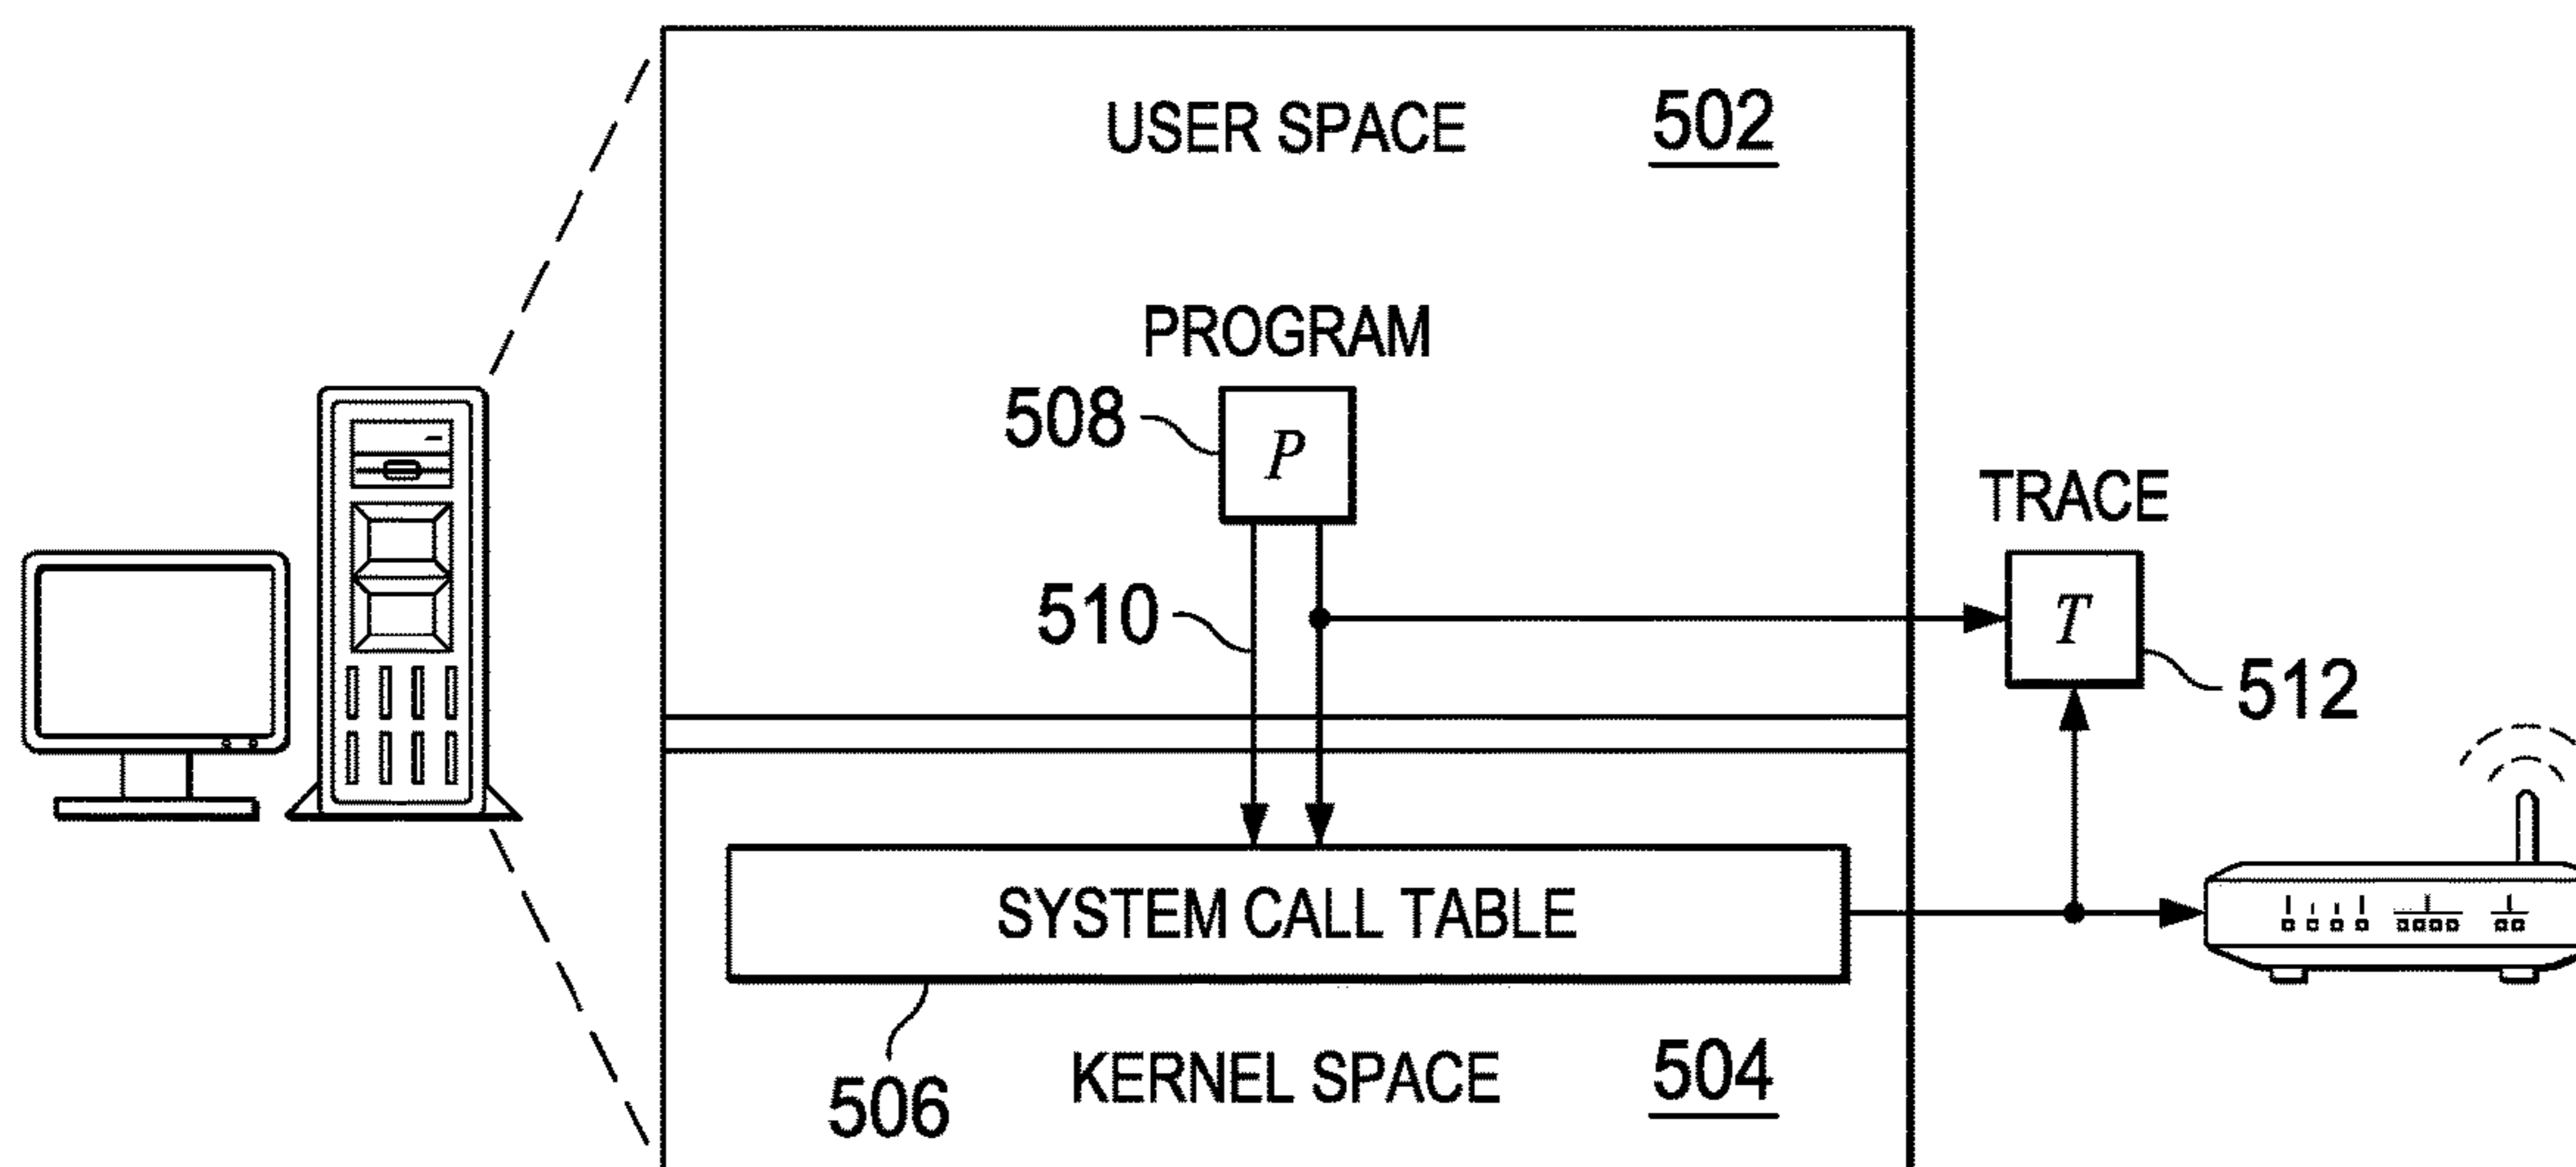 USER SPACE 502
PROGRAM
508
P
TRACE
510
T
512
SYSTEM CALL TABLE
506
KERNEL SPACE 504